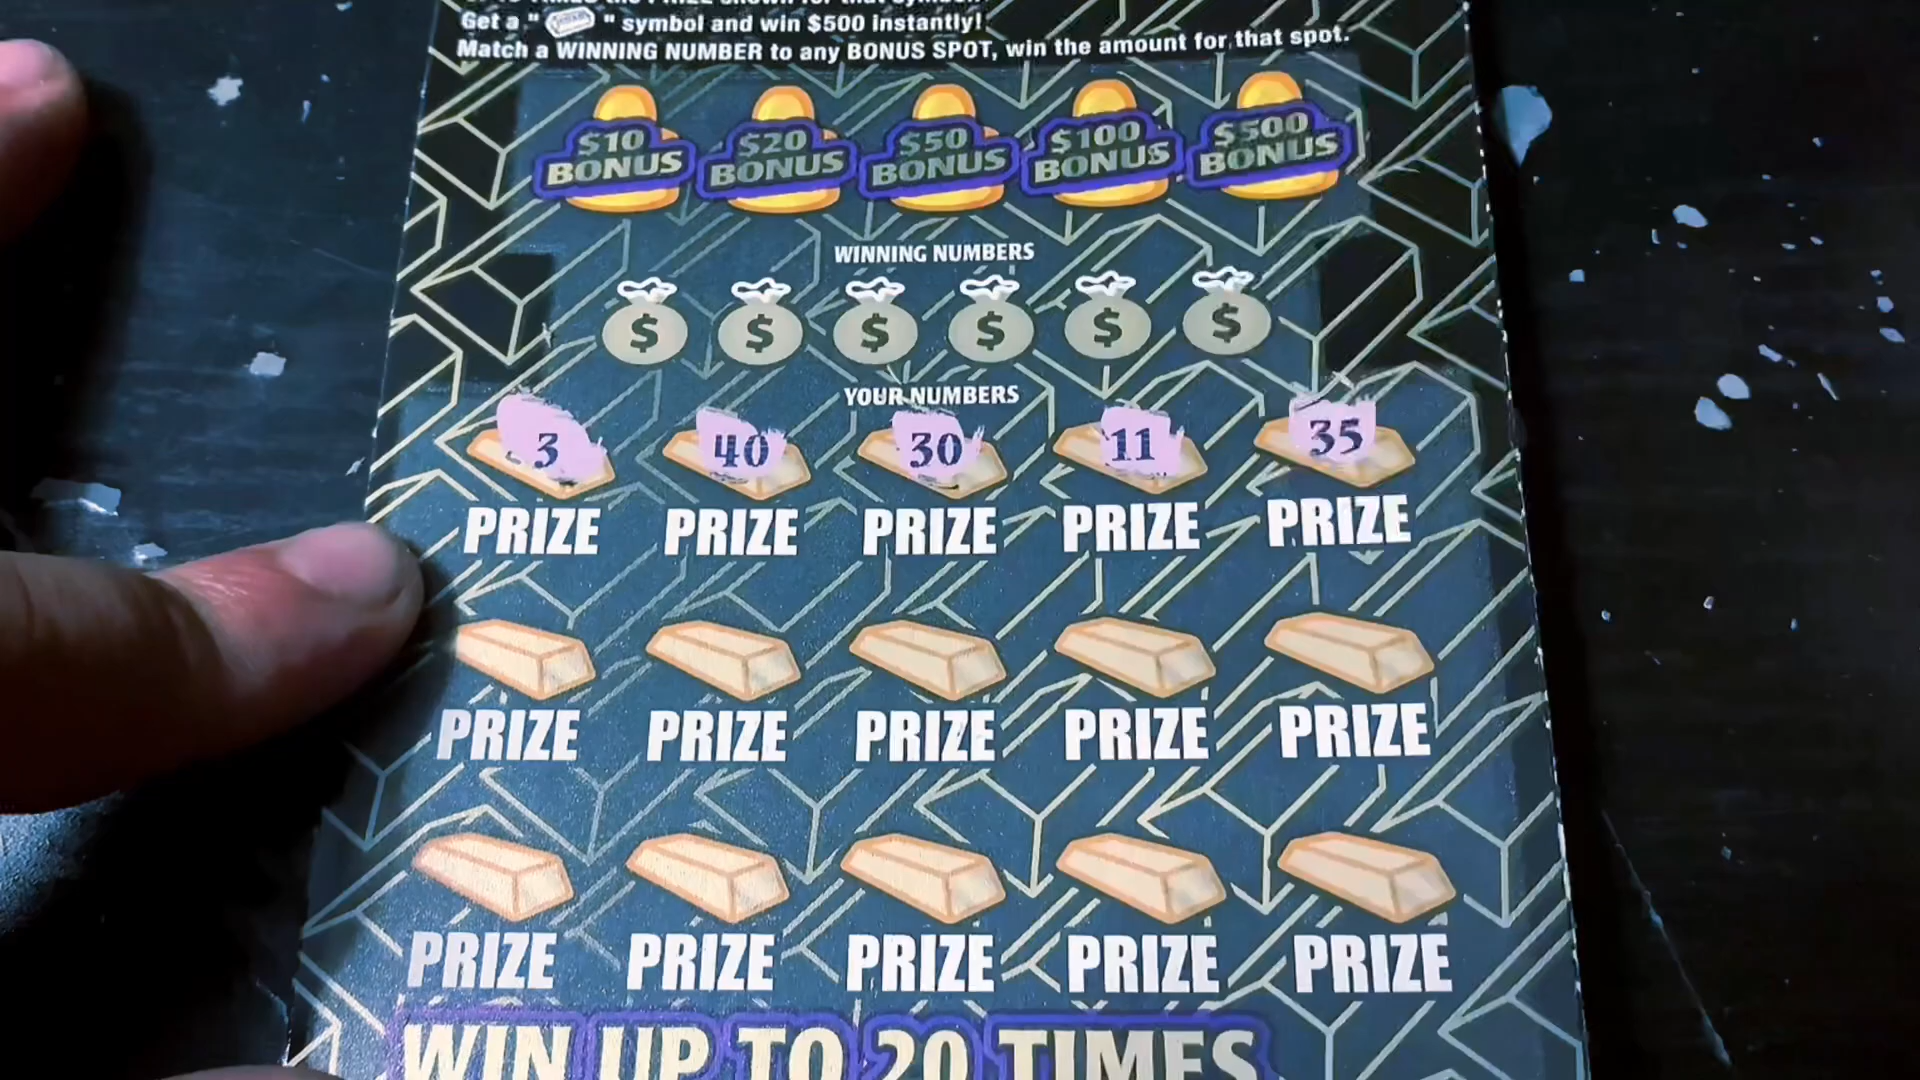 Get a " " symbol and win $500 instantly!
Match a WINNING NUMBER to any BONUS SPOT, win the amount for that spot.
$10 BONUS $20 BONUS $50 BONUS $100 BONUS $500 BONUS
WINNING NUMBERS
$ $ $ $ $ $
YOUR NUMBERS
3 40 30 11 35
PRIZE PRIZE PRIZE PRIZE PRIZE
PRIZE PRIZE PRIZE PRIZE PRIZE
PRIZE PRIZE PRIZE PRIZE PRIZE
WIN UP TO 20 TIMES